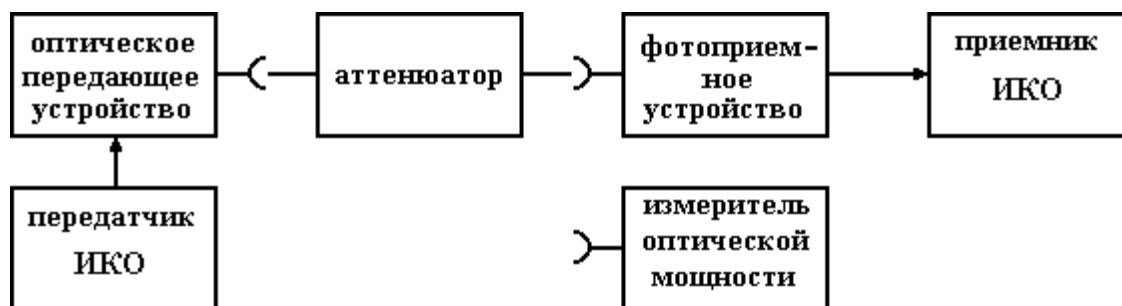 оптическое
передающее
устройство
аттенюатор
фотоприем–
ное
устройство
приемник
ИКО
передатчик
ИКО
измеритель
оптической
мощности